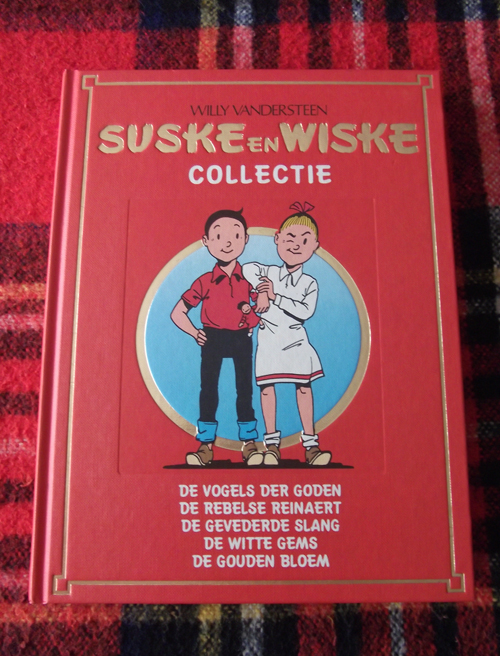 WILLY VANDERSTEEN
SUSKE EN WISKE
COLLECTIE
DE VOGELS DER GODEN
DE REBELSE REINAERT
DE GEVEDERDE SLANG
DE WITTE GEMS
DE GOUDEN BLOEM